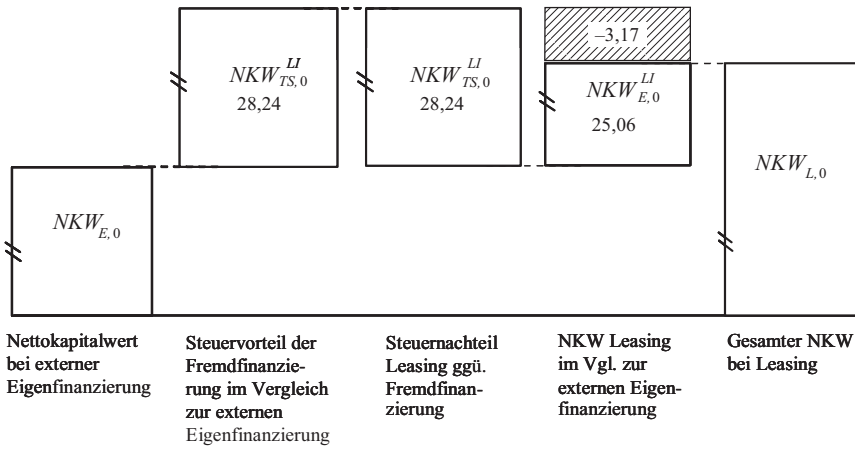 –3,17
NKW_{TS,0}^{LI}
28,24
NKW_{TS,0}^{LI}
28,24
NKW_{E,0}^{LI}
25,06
NKW_{L,0}
NKW_{E,0}
Nettokapitalwert
bei externer
Eigenfinanzierung
Steuervorteil der
Fremdfinanzie-
rung im Vergleich
zur externen
Eigenfinanzierung
Steuernachteil
Leasing ggü.
Fremdfinan-
zierung
NKW Leasing
im Vgl. zur
externen Eigen-
finanzierung
Gesamter NKW
bei Leasing